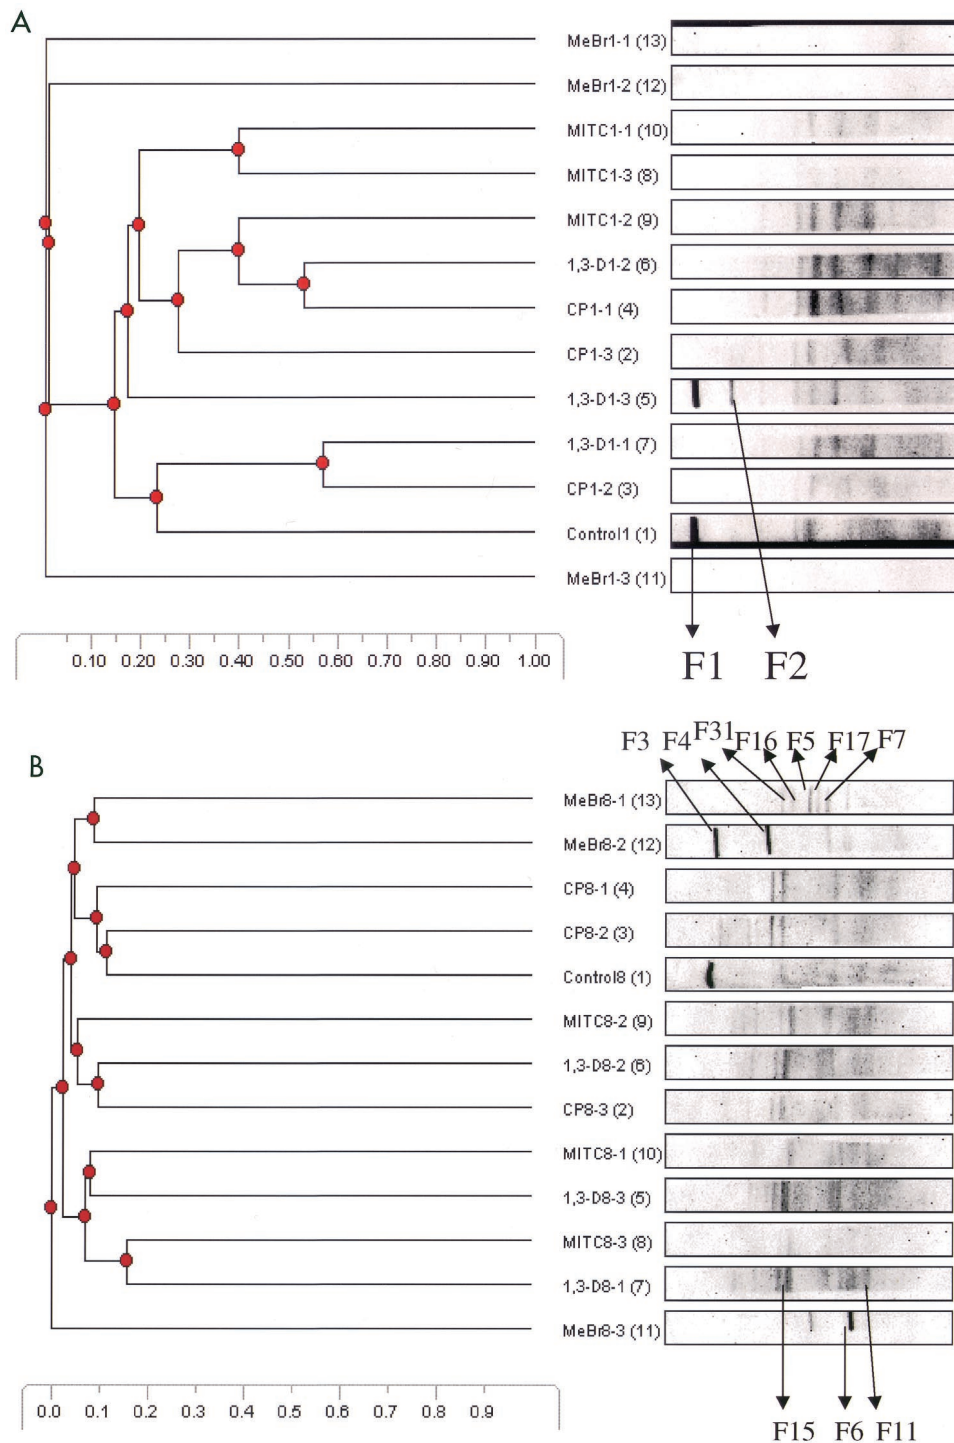 A
MeBr1-1 (13)
MeBr1-2 (12)
MITC1-1 (10)
MITC1-3 (8)
MITC1-2 (9)
1,3-D1-2 (6)
CP1-1 (4)
CP1-3 (2)
1,3-D1-3 (5)
1,3-D1-1 (7)
CP1-2 (3)
Control1 (1)
MeBr1-3 (11)
0.10 0.20 0.30 0.40 0.50 0.60 0.70 0.80 0.90 1.00
F1 F2
F3 F4 F31 F16 F5 F17 F7
B
MeBr8-1 (13)
MeBr8-2 (12)
CP8-1 (4)
CP8-2 (3)
Control8 (1)
MITC8-2 (9)
1,3-D8-2 (6)
CP8-3 (2)
MITC8-1 (10)
1,3-D8-3 (5)
MITC8-3 (8)
1,3-D8-1 (7)
MeBr8-3 (11)
0.0 0.1 0.2 0.3 0.4 0.5 0.6 0.7 0.8 0.9
F15 F6 F11